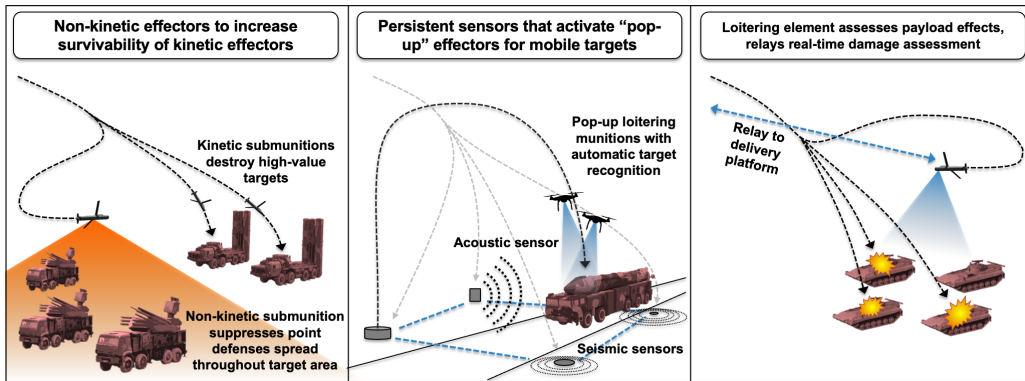 Non-kinetic effectors to increase
survivability of kinetic effectors
Kinetic submunitions
destroy high-value
targets
Non-kinetic submunition
suppresses point
defenses spread
throughout target area
Persistent sensors that activate “pop-
up” effectors for mobile targets
Pop-up loitering
munitions with
automatic target
recognition
Acoustic sensor
Seismic sensors
Loitering element assesses payload effects,
relays real-time damage assessment
Relay to
delivery
platform